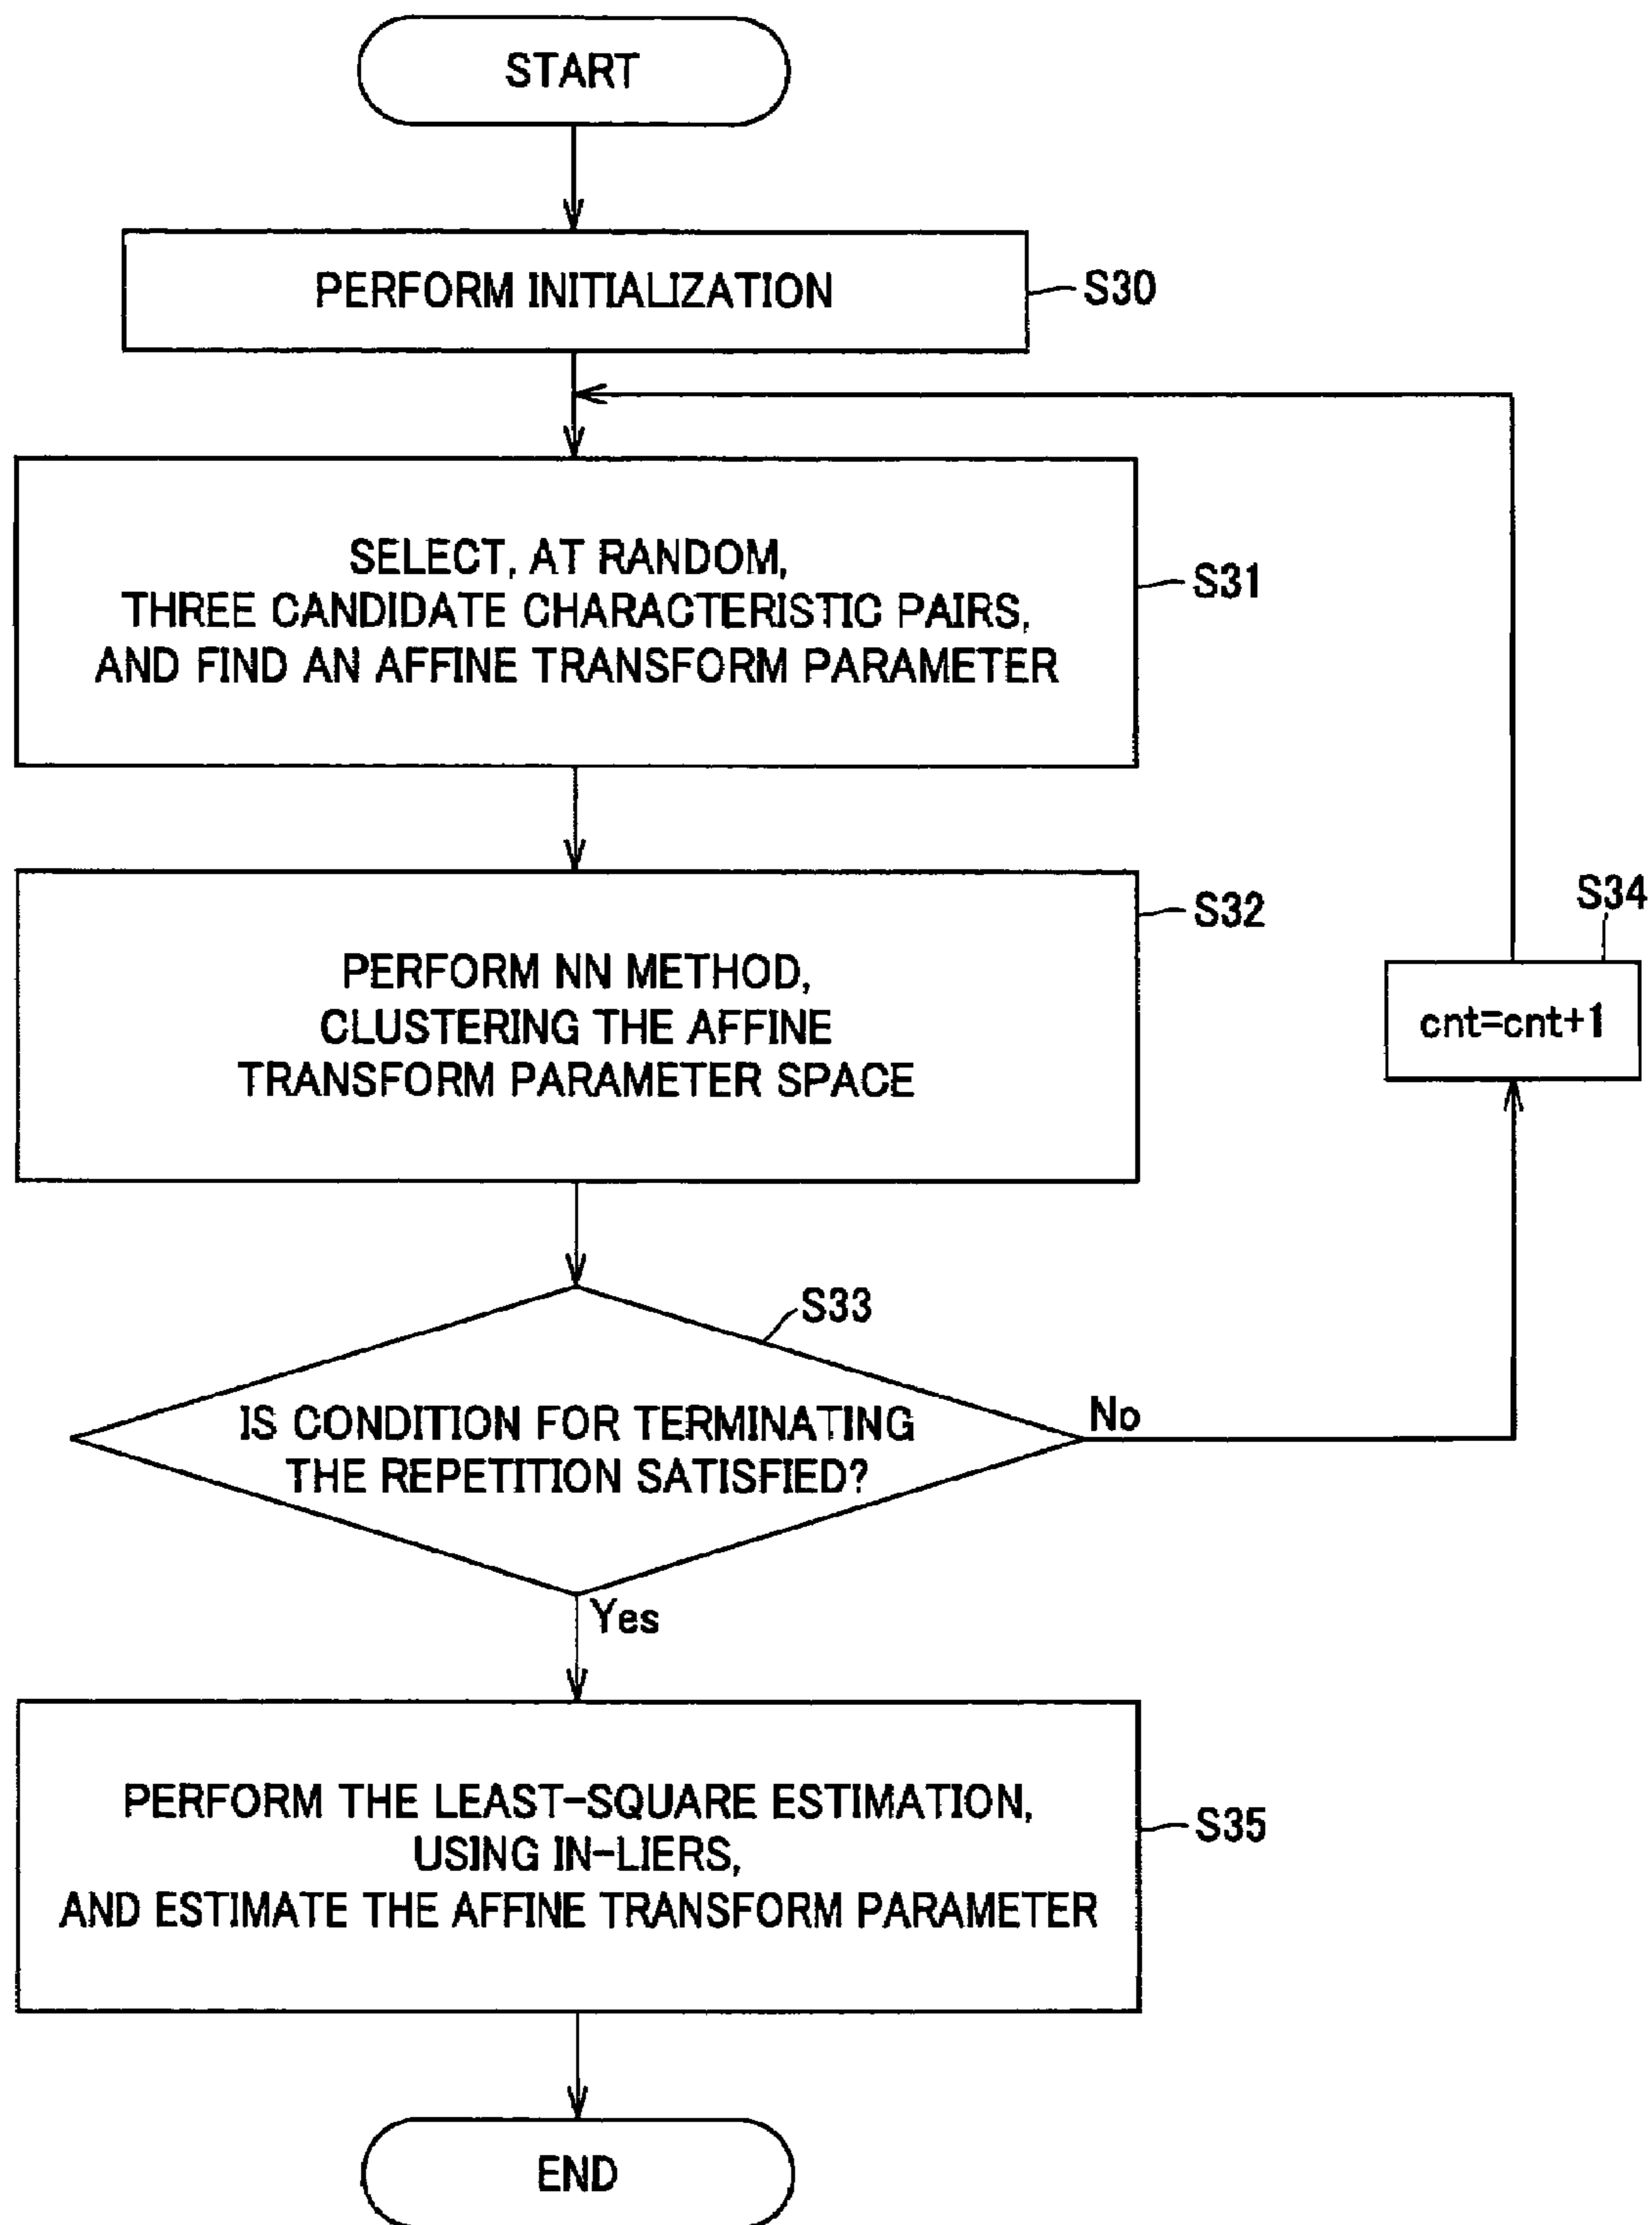 START
PERFORM INITIALIZATION
S30
SELECT, AT RANDOM,
THREE CANDIDATE CHARACTERISTIC PAIRS,
AND FIND AN AFFINE TRANSFORM PARAMETER
S31
PERFORM NN METHOD,
CLUSTERING THE AFFINE
TRANSFORM PARAMETER SPACE
S32
S34
cnt=cnt+1
S33
IS CONDITION FOR TERMINATING
THE REPETITION SATISFIED?
No
Yes
PERFORM THE LEAST-SQUARE ESTIMATION,
USING IN-LIERS,
AND ESTIMATE THE AFFINE TRANSFORM PARAMETER
S35
END